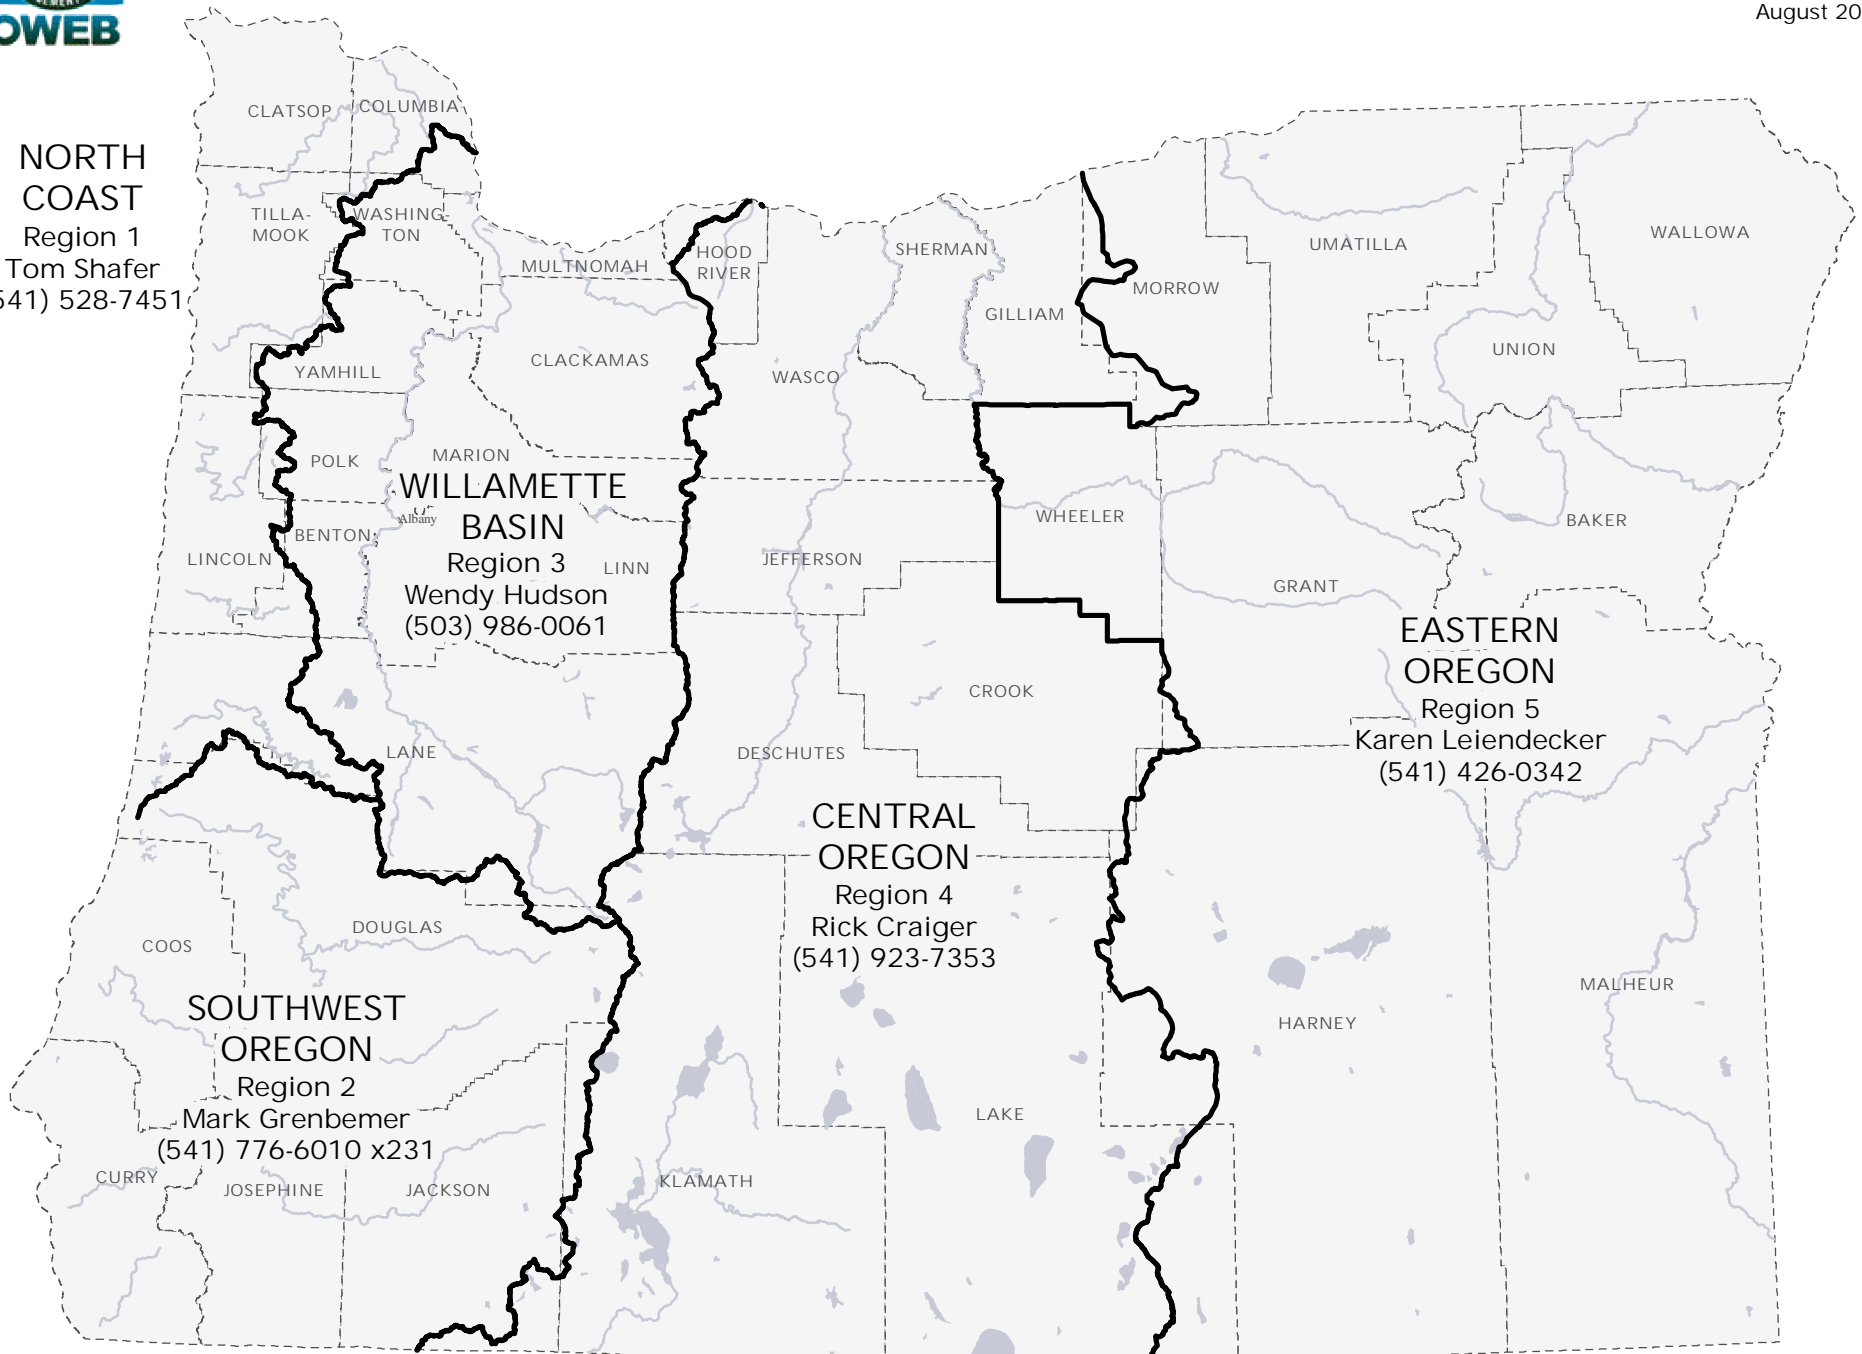 OWEB
August 20
NORTH
COAST
Region 1
Tom Shafer
541) 528-7451
CLATSOP
COLUMBIA
TILLA-
MOOK
WASHING-
TON
MULTNOMAH
HOOD
RIVER
SHERMAN
GILLIAM
MORROW
UMATILLA
WALLOWA
UNION
YAMHILL
CLACKAMAS
WASCO
POLK
MARION
WILLAMETTE
BASIN
Region 3
Wendy Hudson
(503) 986-0061
Albany
BENTON
LINCOLN
LINN
JEFFERSON
WHEELER
GRANT
BAKER
EASTERN
OREGON
Region 5
Karen Leiendecker
(541) 426-0342
CROOK
LANE
DESCHUTES
CENTRAL
OREGON
Region 4
Rick Craiger
(541) 923-7353
DOUGLAS
COOS
SOUTHWEST
OREGON
Region 2
Mark Grenbemer
(541) 776-6010 x231
MALHEUR
HARNEY
LAKE
CURRY
JOSEPHINE
JACKSON
KLAMATH